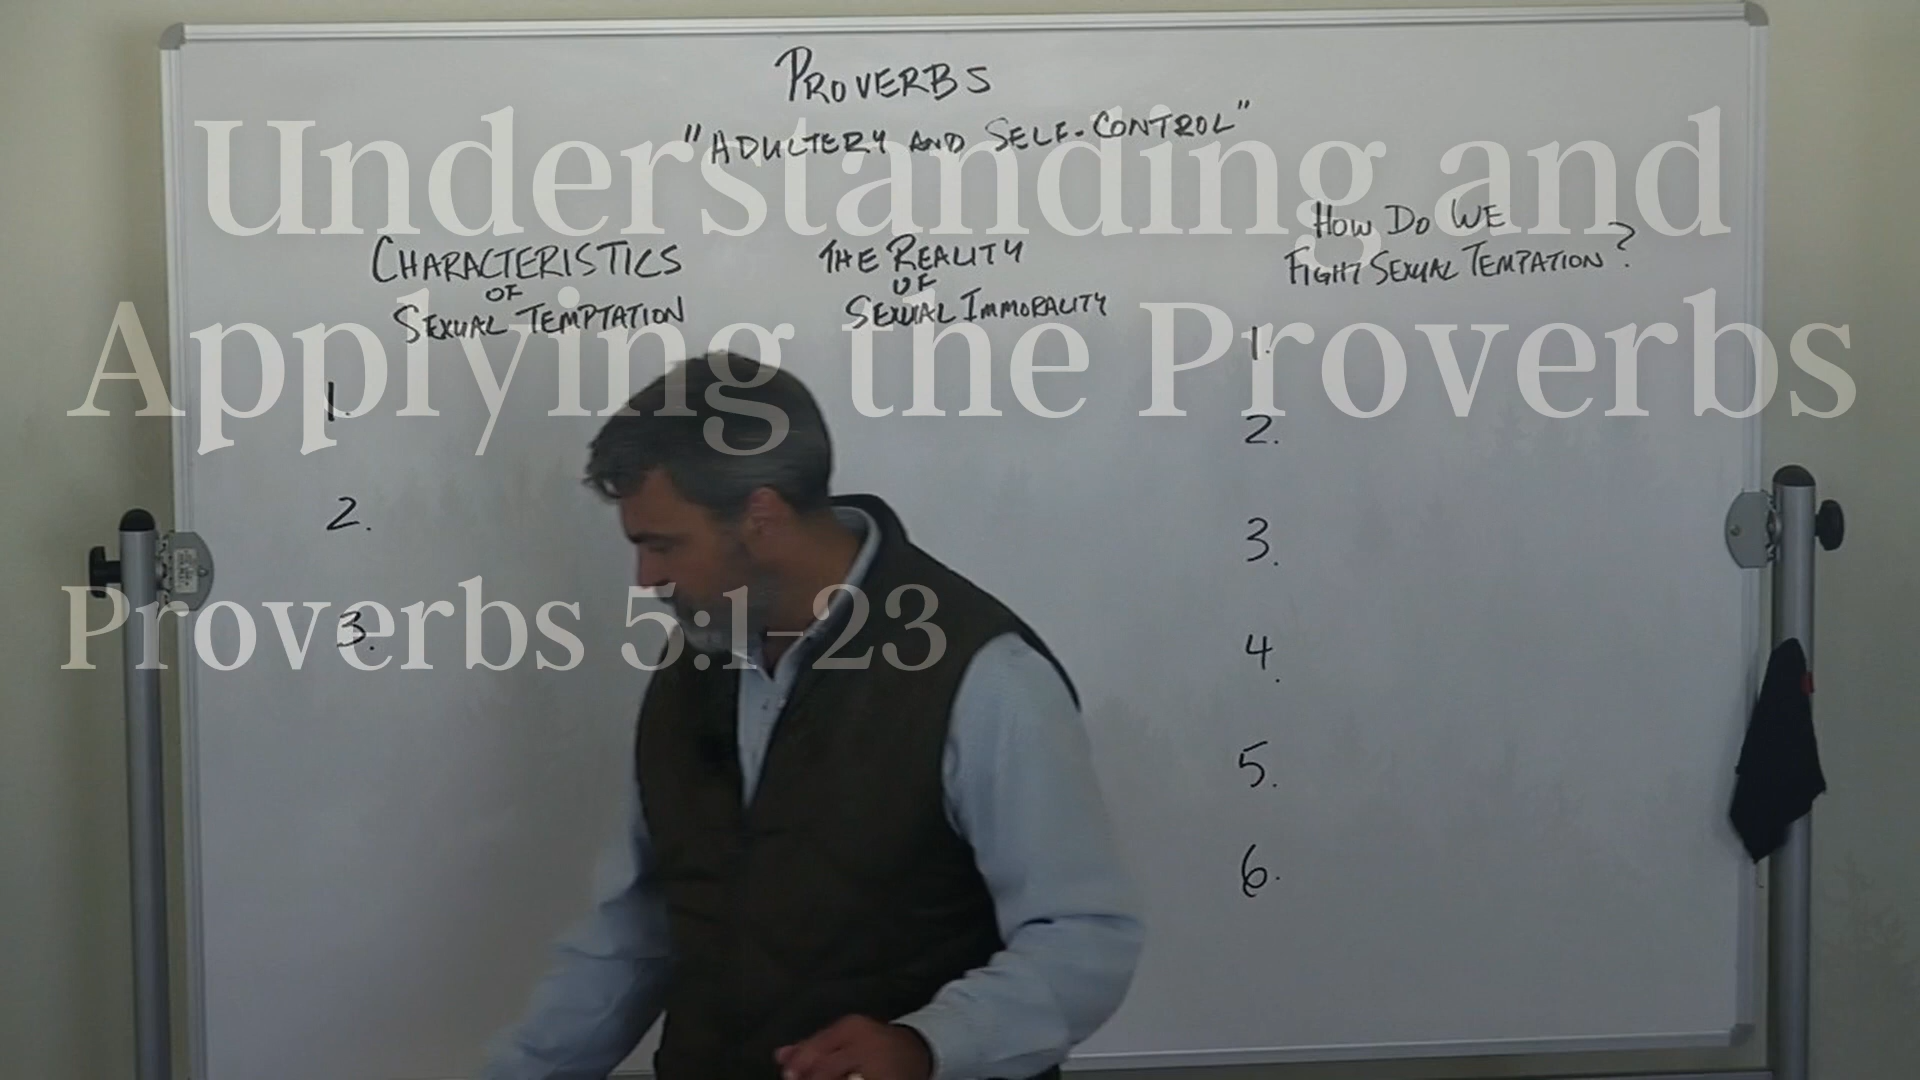 PROVERBS
"ADULTERY AND SELF-CONTROL"
Understanding and
Applying the Proverbs
Proverbs 5:1-23
CHARACTERISTICS
OF
SEXUAL TEMPTATION
1.
2.
3.
THE REALITY
OF
SEXUAL IMMORALITY
HOW DO WE
FIGHT SEXUAL TEMPATION?
1.
2.
3.
4.
5.
6.